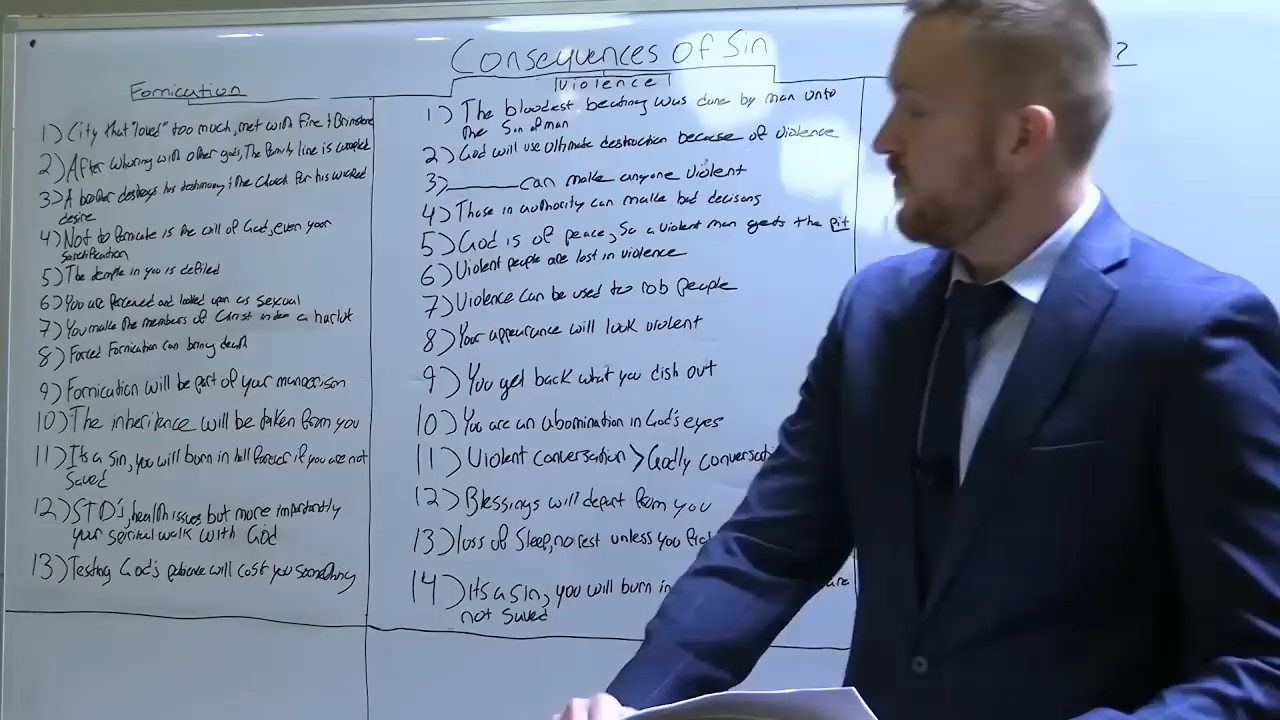 Consequences of Sin
Fornication
1) City that "loved" too much, met with Fire & Brimstone
2) After whoring with other gods, The family line is
3) A brother destroys his testimony & the Church for his wicked
desire
4) Not to fornicate is the will of God, even your
Sanctification
5) The temple in you is defiled
6) You are perceived and looked upon as sexual
7) You make the members of Christ into a harlot
8) Forced Fornication can bring death
9) Fornication will be part of your
10) The inheritence will be taken from you
11) Its a sin, you will burn in hell forever if you are not
Saved
12) STD's, health issues but more importantly
your spiritual walk with God
13) Testing God's patience will cost you something
Violence
1) The bloodest beating was done by man unto
the Son of man
2) God will use Ultimate destruction because of violence
3) ______ can make anyone violent
4) Those in authority can make bad decisons
5) God is of peace, So a violent man gets the Pit
6) Violent people are lost in violence
7) Violence can be used to rob people
8) Your appearance will look violent
9) You get back what you dish out
10) You are an abomination in God's eyes
11) Violent conversation > Godly conversati
12) Blessings will depart from you
13) loss of Sleep, no rest unless you
14) Its a sin, you will burn in are
not Saved
?